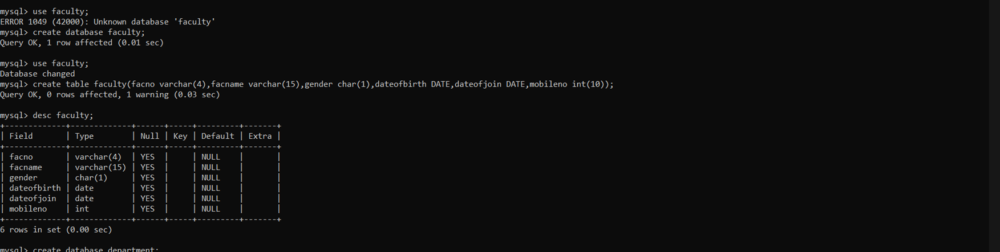 mysql> use faculty;
ERROR 1049 (42000): Unknown database 'faculty'
mysql> create database faculty;
Query OK, 1 row affected (0.01 sec)
mysql> use faculty;
Database changed
mysql> create table faculty(facno varchar(4),facname varchar(15),gender char(1),dateofbirth DATE,dateofjoin DATE,mobileno int(10));
Query OK, 0 rows affected, 1 warning (0.03 sec)
mysql> desc faculty;
+-------------+-------------+------+-----+---------+-------+
| Field       | Type        | Null | Key | Default | Extra |
+-------------+-------------+------+-----+---------+-------+
| facno       | varchar(4)  | YES  |     | NULL    |       |
| facname     | varchar(15) | YES  |     | NULL    |       |
| gender      | char(1)     | YES  |     | NULL    |       |
| dateofbirth | date        | YES  |     | NULL    |       |
| dateofjoin  | date        | YES  |     | NULL    |       |
| mobileno    | int         | YES  |     | NULL    |       |
+-------------+-------------+------+-----+---------+-------+
6 rows in set (0.00 sec)
mysql> create database department;